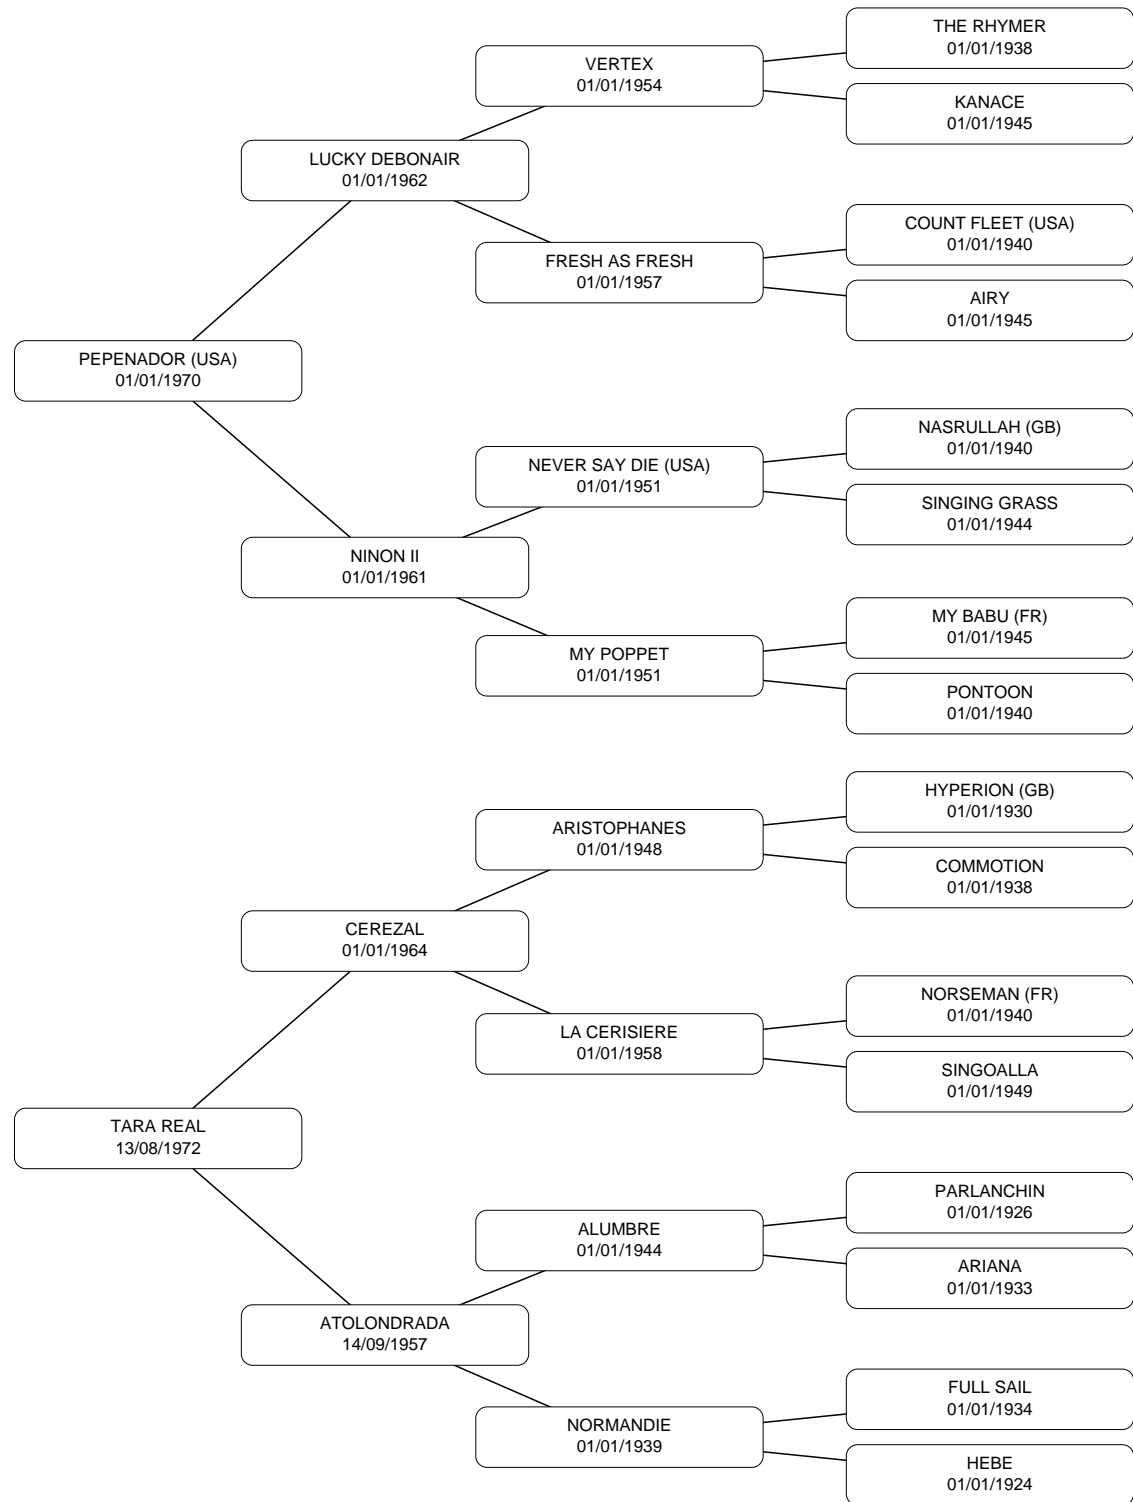 THE RHYMER
01/01/1938
VERTEX
01/01/1954
KANACE
01/01/1945
LUCKY DEBONAIR
01/01/1962
COUNT FLEET (USA)
01/01/1940
FRESH AS FRESH
01/01/1957
AIRY
01/01/1945
PEPENADOR (USA)
01/01/1970
NASRULLAH (GB)
01/01/1940
NEVER SAY DIE (USA)
01/01/1951
SINGING GRASS
01/01/1944
NINON II
01/01/1961
MY BABU (FR)
01/01/1945
MY POPPET
01/01/1951
PONTOON
01/01/1940
HYPERION (GB)
01/01/1930
ARISTOPHANES
01/01/1948
COMMOTION
01/01/1938
CEREZAL
01/01/1964
NORSEMAN (FR)
01/01/1940
LA CERISIERE
01/01/1958
SINGOALLA
01/01/1949
TARA REAL
13/08/1972
PARLANCHIN
01/01/1926
ALUMBRE
01/01/1944
ARIANA
01/01/1933
ATOLONDRADA
14/09/1957
FULL SAIL
01/01/1934
NORMANDIE
01/01/1939
HEBE
01/01/1924